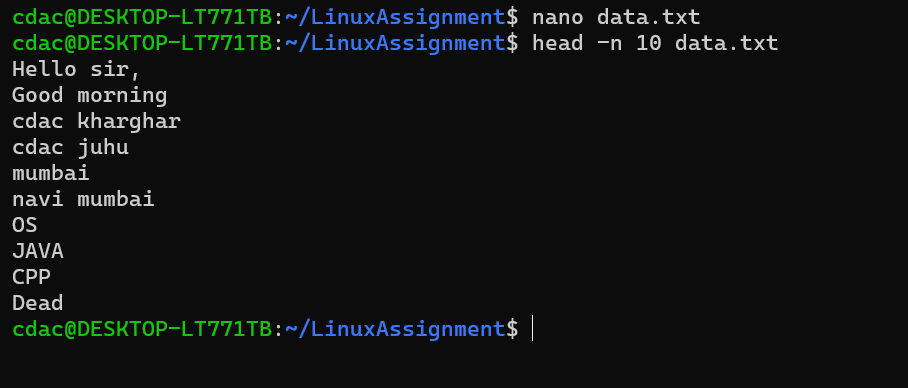 cdac@DESKTOP-LT771TB:~/LinuxAssignment$ nano data.txt
cdac@DESKTOP-LT771TB:~/LinuxAssignment$ head -n 10 data.txt
Hello sir,
Good morning
cdac kharghar
cdac juhu
mumbai
navi mumbai
OS
JAVA
CPP
Dead
cdac@DESKTOP-LT771TB:~/LinuxAssignment$